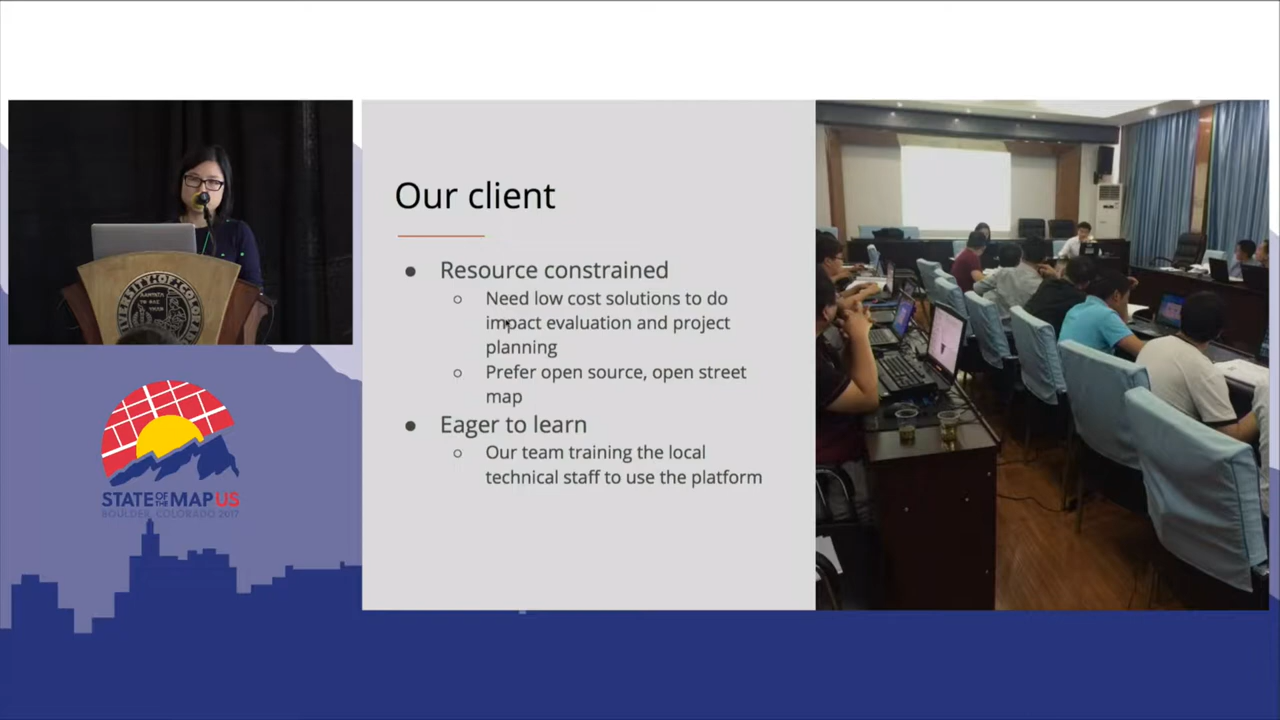 Our client
● Resource constrained
○ Need low cost solutions to do
impact evaluation and project
planning
○ Prefer open source, open street
map
● Eager to learn
○ Our team training the local
technical staff to use the platform
STATE OF THE MAP US
BOULDER, COLORADO 2017